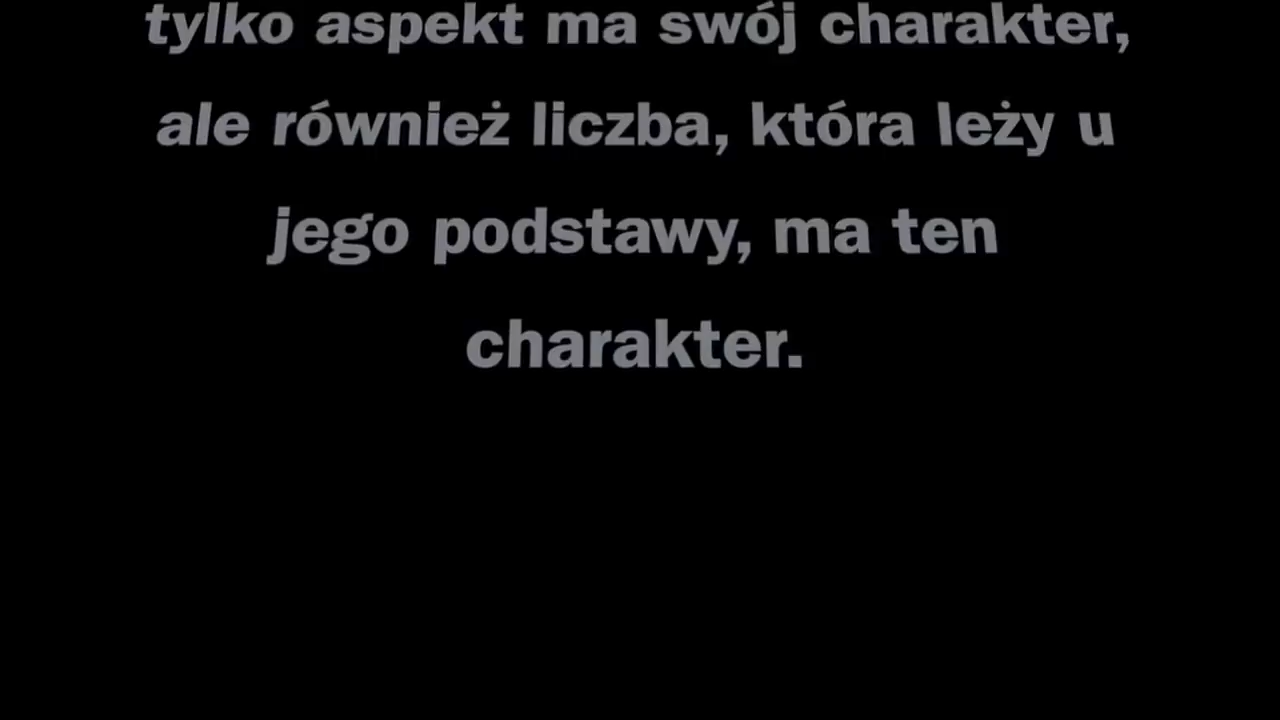 tylko aspekt ma swój charakter,
ale również liczba, która leży u
jego podstawy, ma ten
charakter.